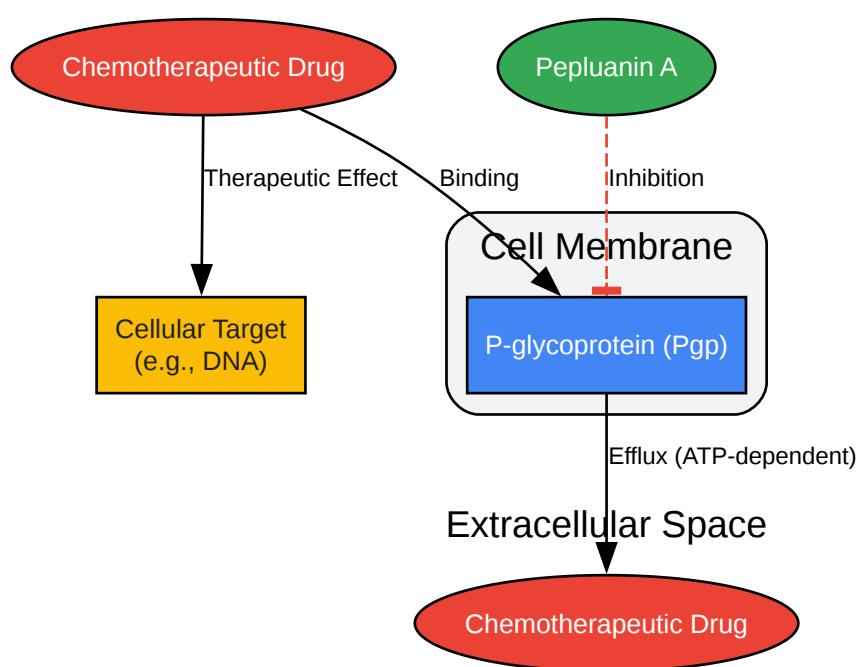 Chemotherapeutic Drug
Pepluanin A
Therapeutic Effect
Binding
Inhibition
Cell Membrane
Cellular Target
(e.g., DNA)
P-glycoprotein (Pgp)
Efflux (ATP-dependent)
Extracellular Space
Chemotherapeutic Drug